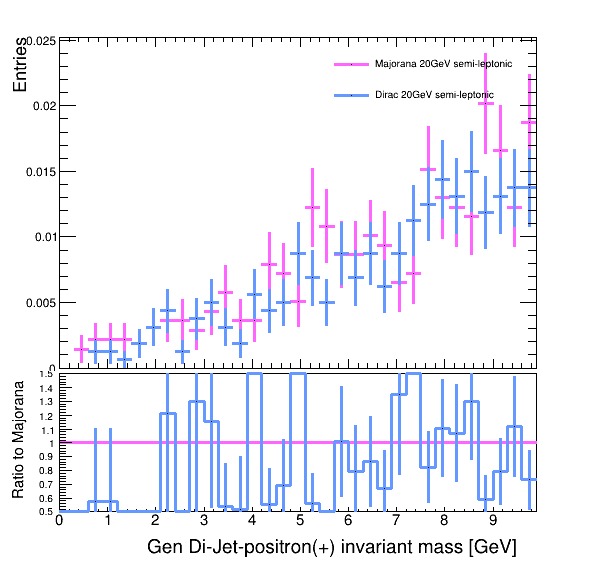 Entries
0.025
0.02
0.015
0.01
0.005
0
Majorana 20GeV semi-leptonic
Dirac 20GeV semi-leptonic
Ratio to Majorana
1.5
1.4
1.3
1.2
1.1
1
0.9
0.8
0.7
0.6
0.5
0 1 2 3 4 5 6 7 8 9
Gen Di-Jet-positron(+) invariant mass [GeV]